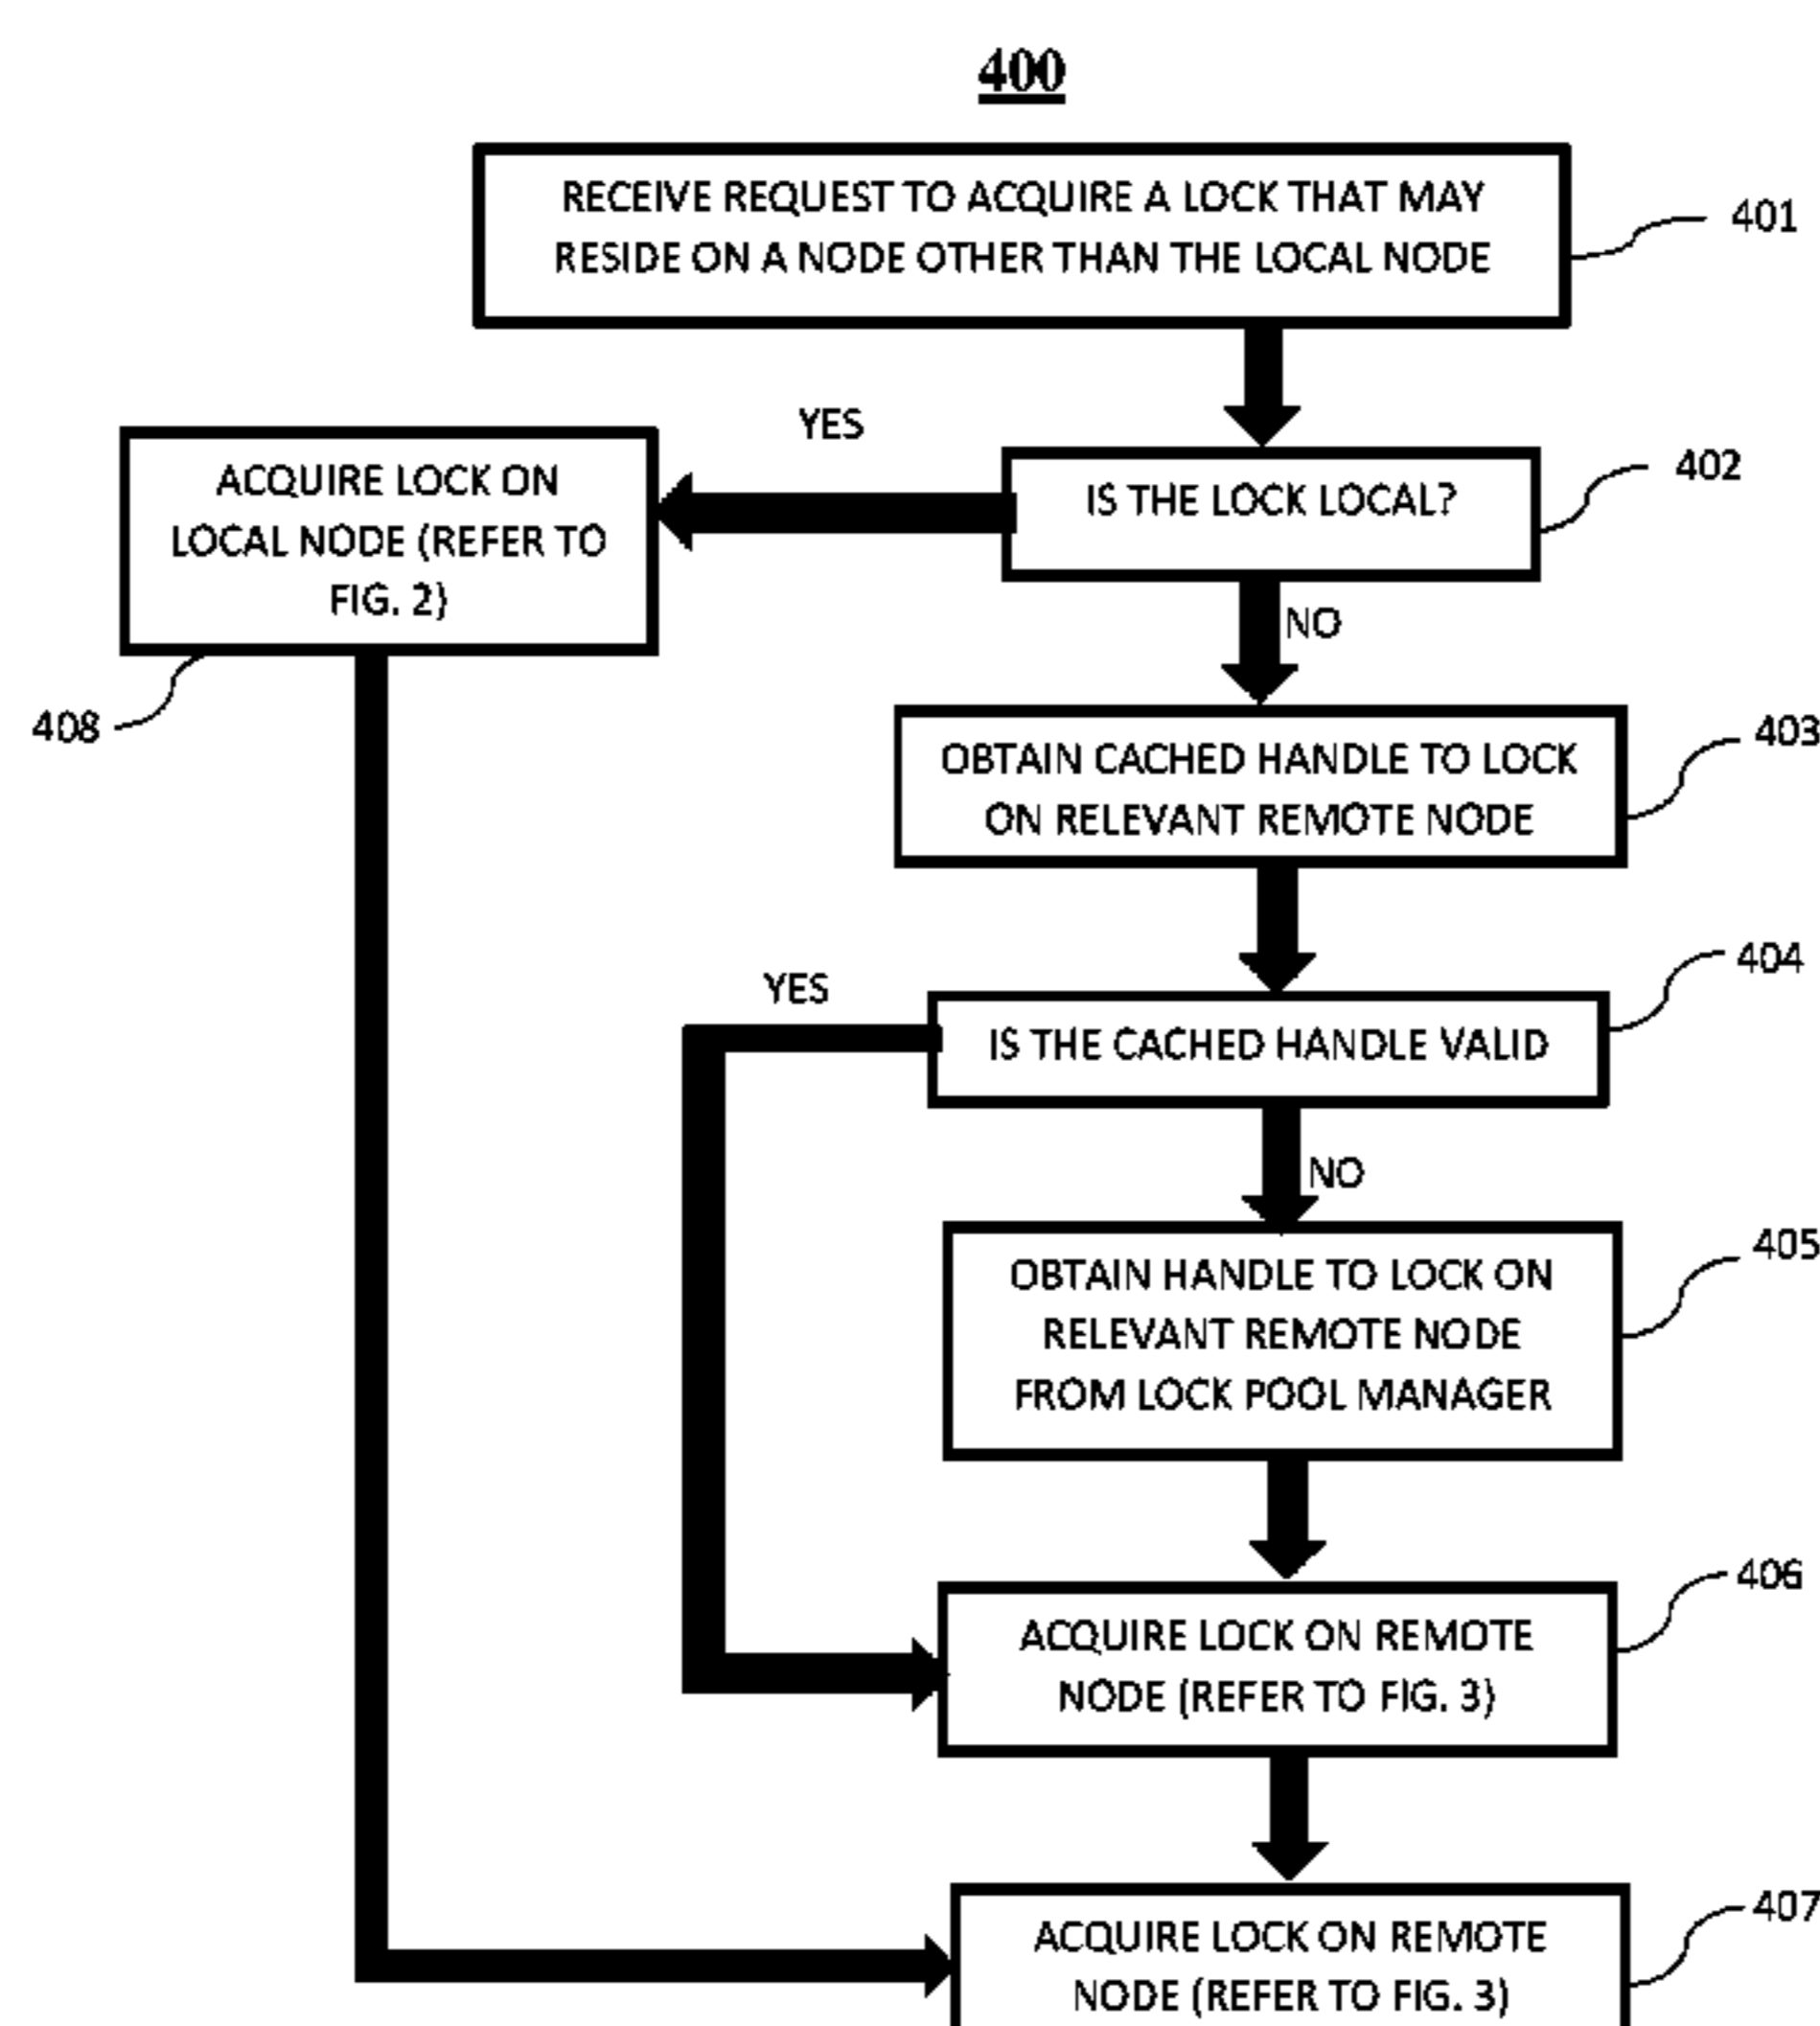 400
RECEIVE REQUEST TO ACQUIRE A LOCK THAT MAY
RESIDE ON A NODE OTHER THAN THE LOCAL NODE
401
YES
ACQUIRE LOCK ON
LOCAL NODE (REFER TO
FIG. 2)
408
IS THE LOCK LOCAL?
402
NO
OBTAIN CACHED HANDLE TO LOCK
ON RELEVANT REMOTE NODE
403
YES
IS THE CACHED HANDLE VALID
404
NO
OBTAIN HANDLE TO LOCK ON
RELEVANT REMOTE NODE
FROM LOCK POOL MANAGER
405
ACQUIRE LOCK ON REMOTE
NODE (REFER TO FIG. 3)
406
ACQUIRE LOCK ON REMOTE
NODE (REFER TO FIG. 3)
407